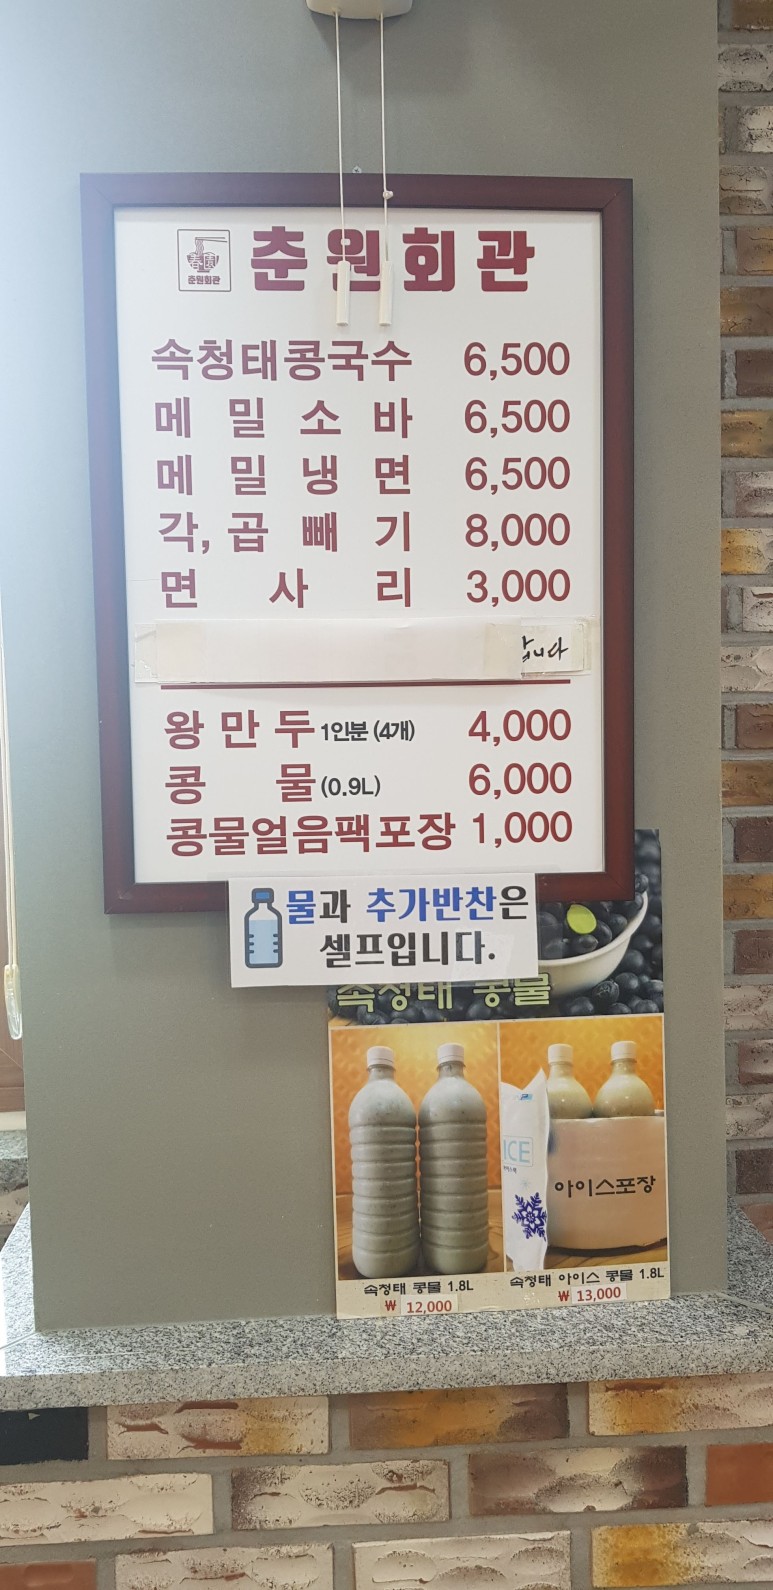 春園
춘원회관
춘원회관
속청태콩국수 6,500
메밀소바 6,500
메밀냉면 6,500
각, 곱빼기 8,000
면사리 3,000
왕만두 1인분 (4개) 4,000
콩물 (0.9L) 6,000
콩물얼음팩포장 1,000
물과 추가반찬은
셀프입니다.
속청태 콩물
ICE
아이스포장
속청태 콩물 1.8L
₩ 12,000
속청태 아이스 콩물 1.8L
₩ 13,000